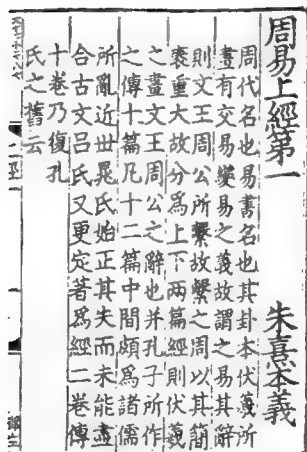 周易上經第一
朱熹本義
周代名也易書名也其卦本伏羲所
畫有交易變易之義故謂之易其辭
則文王周公所繫故繫之周以其簡
袠重大故分爲上下兩篇經則伏羲
之畫文王周公之辭也并孔子所作
之傳十篇凡十二篇中間頗爲諸儒
所亂近世晁氏始正其失而未能盡
合古文呂氏又更定著爲經二卷傳
十卷乃復孔
氏之舊云